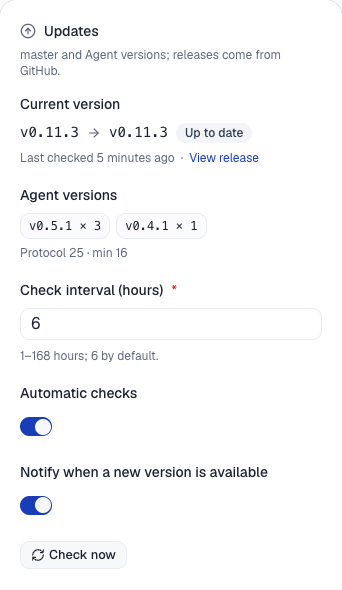 Updates
master and Agent versions; releases come from
GitHub.
Current version
v0.11.3 → v0.11.3 Up to date
Last checked 5 minutes ago · View release
Agent versions
v0.5.1 × 3 v0.4.1 × 1
Protocol 25 · min 16
Check interval (hours) *
6
1–168 hours; 6 by default.
Automatic checks
Notify when a new version is available
Check now